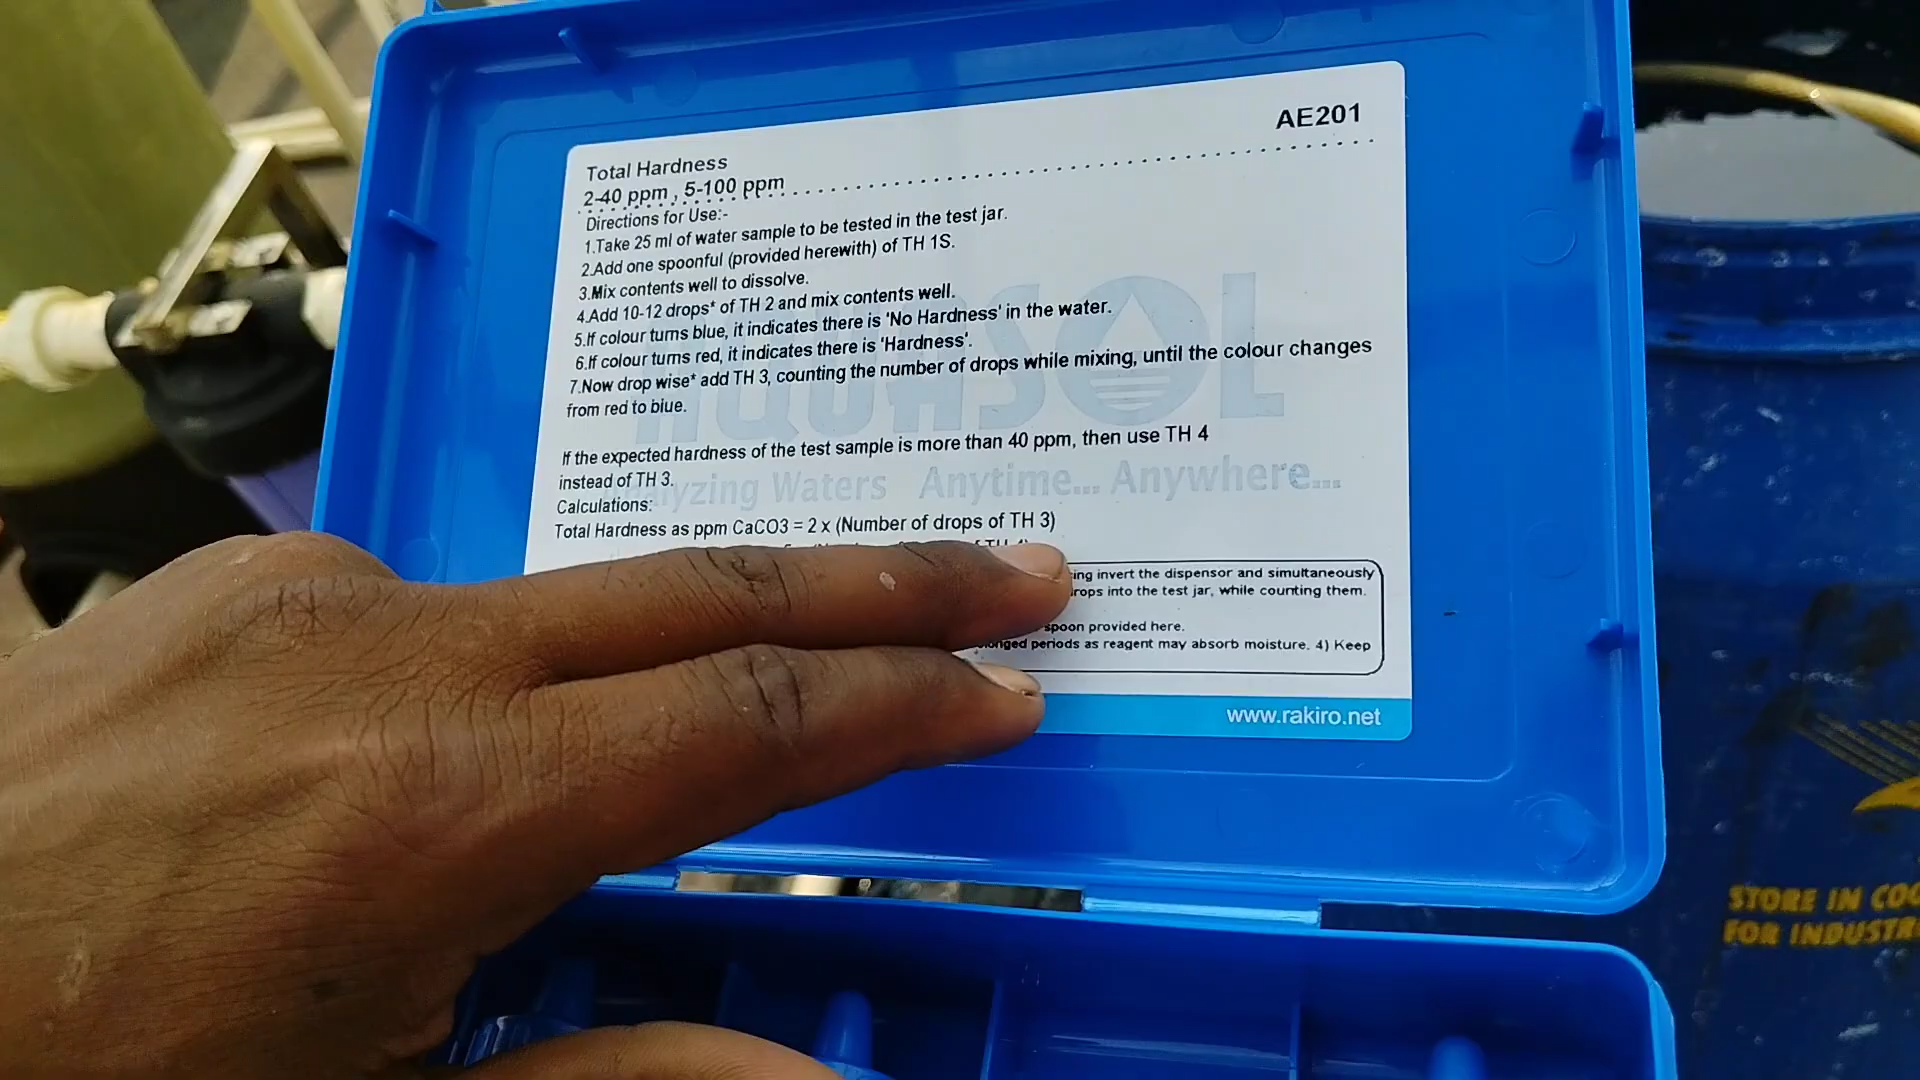 AE201
Total Hardness
2-40 ppm , 5-100 ppm
Directions for Use:-
1.Take 25 ml of water sample to be tested in the test jar.
2.Add one spoonful (provided herewith) of TH 1S.
3.Mix contents well to dissolve.
4.Add 10-12 drops* of TH 2 and mix contents well.
5.If colour turns blue, it indicates there is 'No Hardness' in the water.
6.If colour turns red, it indicates there is 'Hardness'.
7.Now drop wise* add TH 3, counting the number of drops while mixing, until the colour changes
from red to blue.
AQUASOL
If the expected hardness of the test sample is more than 40 ppm, then use TH 4
instead of TH 3.
Analyzing Waters Anytime... Anywhere...
Calculations:
Total Hardness as ppm CaCO3 = 2 x (Number of drops of TH 3)
invert the dispensor and simultaneously
into the test jar, while counting them.
spoon provided here.
periods as reagent may absorb moisture. 4) Keep
www.rakiro.net
STORE IN
FOR